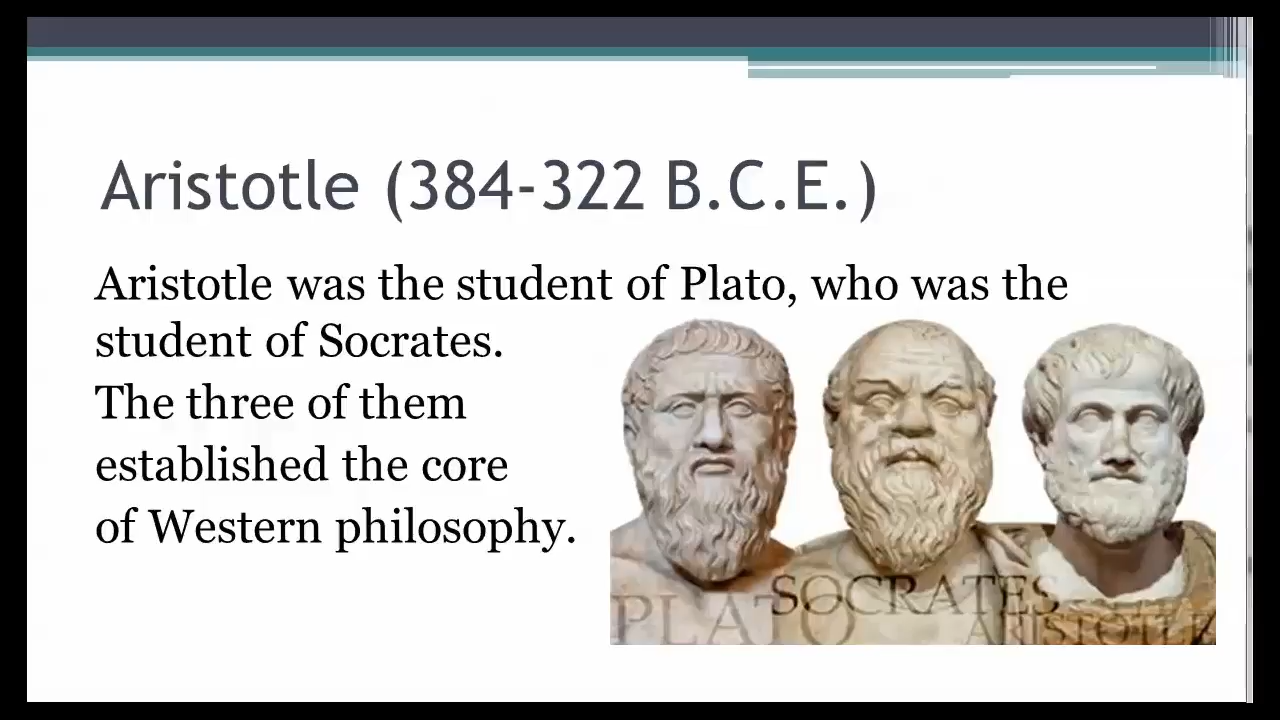 Aristotle (384-322 B.C.E.)
Aristotle was the student of Plato, who was the
student of Socrates.
The three of them
established the core
of Western philosophy.
PLATO
SOCRATES
ARISTOTLE